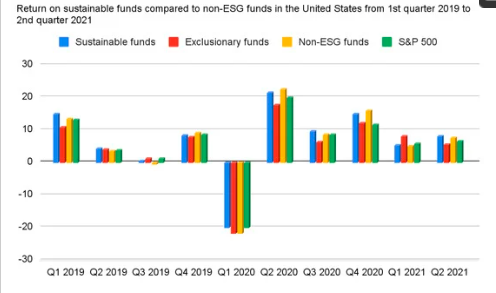 Return on sustainable funds compared to non-ESG funds in the United States from 1st quarter 2019 to
2nd quarter 2021
Sustainable funds Exclusionary funds Non-ESG funds S&P 500
30
20
10
0
-10
-20
-30
Q1 2019 Q2 2019 Q3 2019 Q4 2019 Q1 2020 Q2 2020 Q3 2020 Q4 2020 Q1 2021 Q2 2021